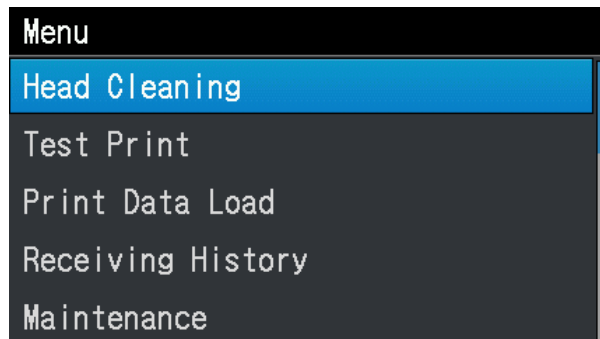 Menu
Head Cleaning
Test Print
Print Data Load
Receiving History
Maintenance